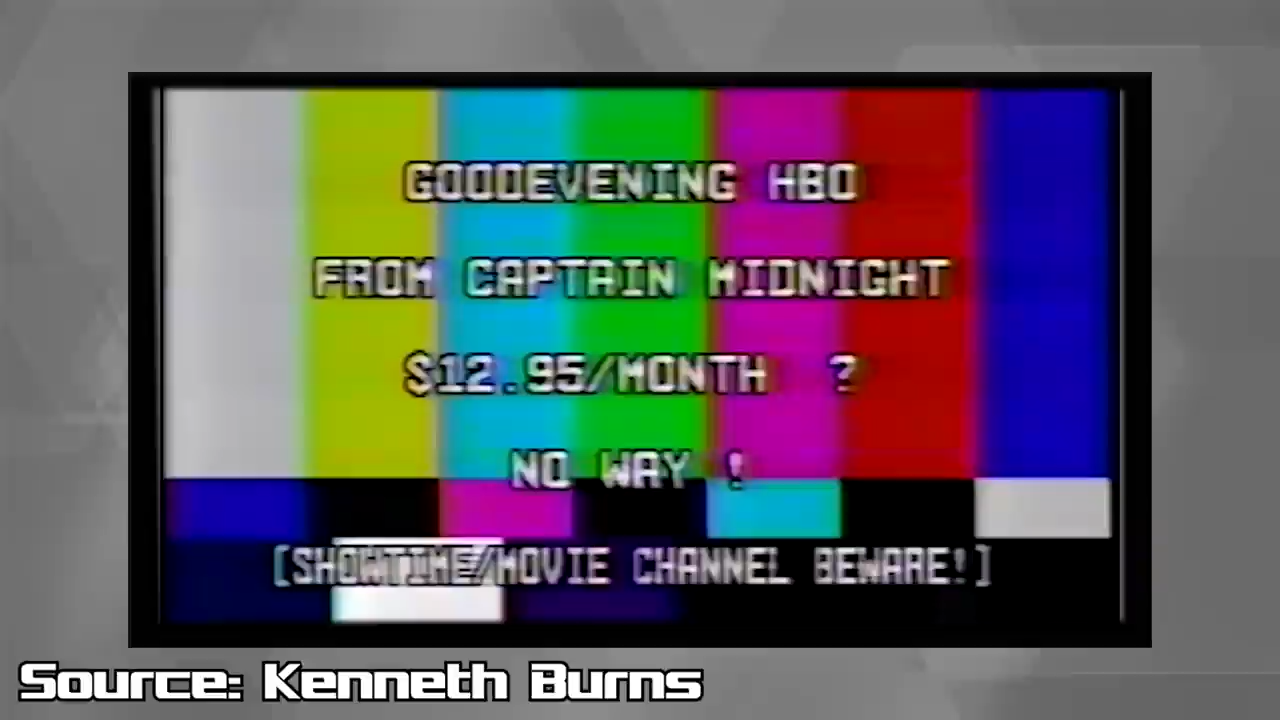 GOODEVENING HBO
FROM CAPTAIN MIDNIGHT
$12.95/MONTH ?
NO WAY !
[SHOWTIME/MOVIE CHANNEL BEWARE!]
Source: Kenneth Burns